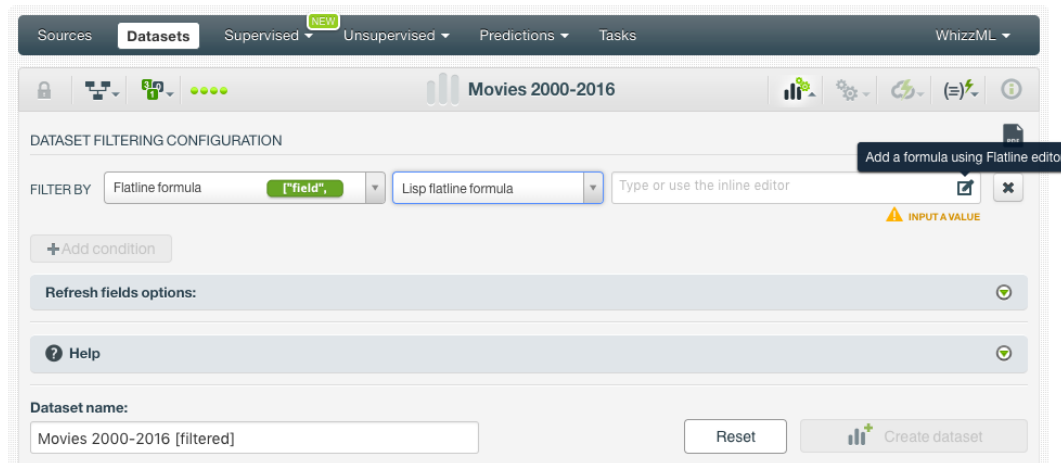 NEW
Sources Datasets Supervised Unsupervised Predictions Tasks WhizzML
Movies 2000-2016
DATASET FILTERING CONFIGURATION
Add a formula using Flatline edito
FILTER BY Flatline formula ["field", Lisp flatline formula Type or use the inline editor
INPUT A VALUE
+Add condition
Refresh fields options:
? Help
Dataset name:
Movies 2000-2016 [filtered] Reset Create dataset